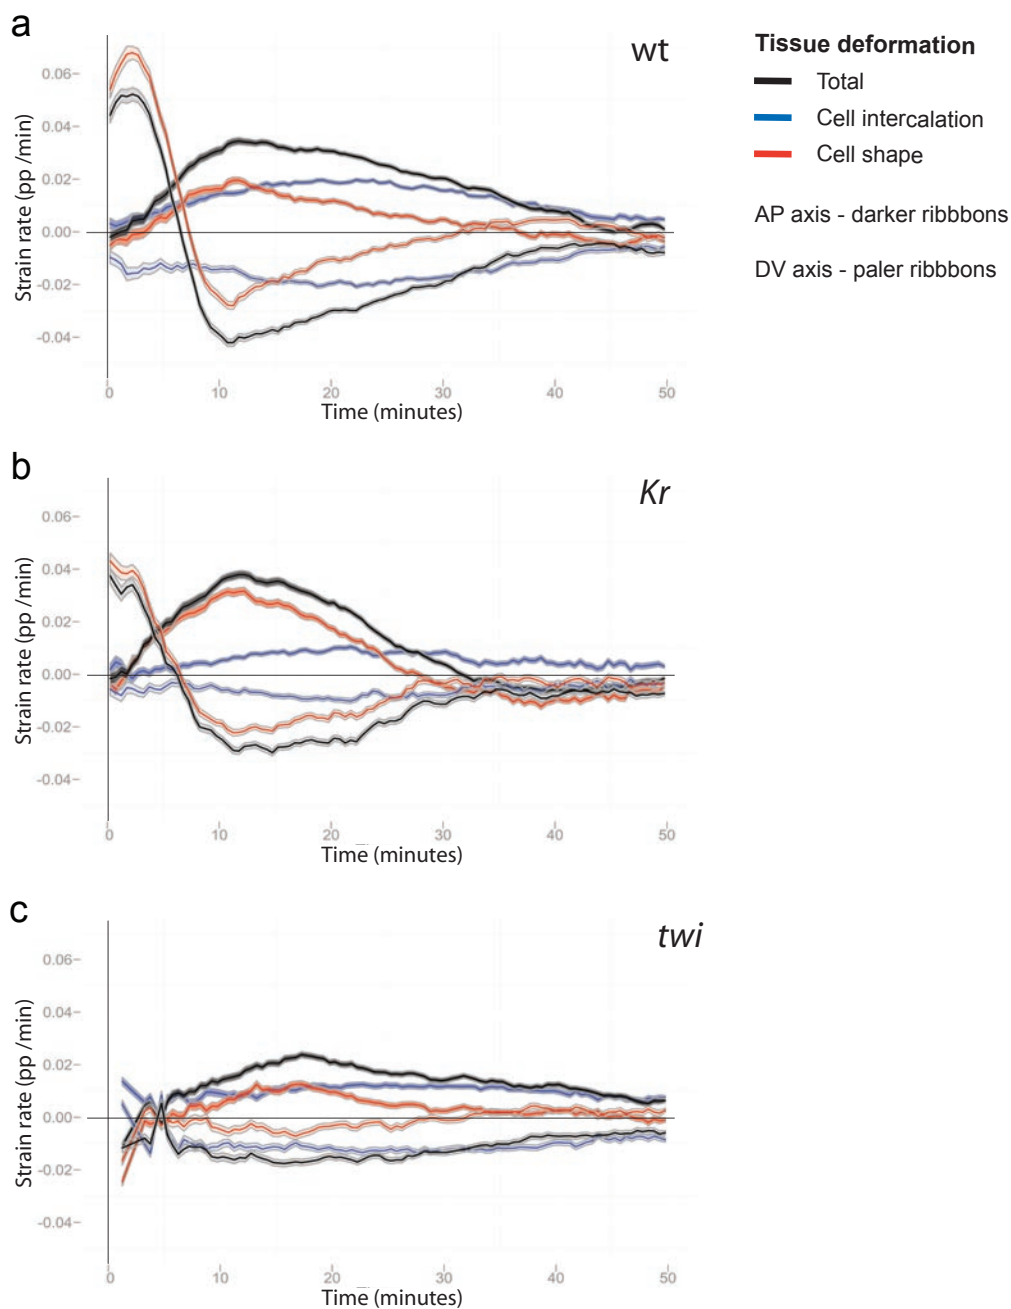 a
wt
Tissue deformation
Total
Cell intercalation
Cell shape
AP axis - darker ribbbons
DV axis - paler ribbbons
Strain rate (pp /min)
0.06
0.04
0.02
0.00
-0.02
-0.04
0 10 20 30 40 50
Time (minutes)
b
Kr
Strain rate (pp /min)
0.06
0.04
0.02
0.00
-0.02
-0.04
0 10 20 30 40 50
Time (minutes)
c
twi
Strain rate (pp /min)
0.06
0.04
0.02
0.00
-0.02
-0.04
0 10 20 30 40 50
Time (minutes)